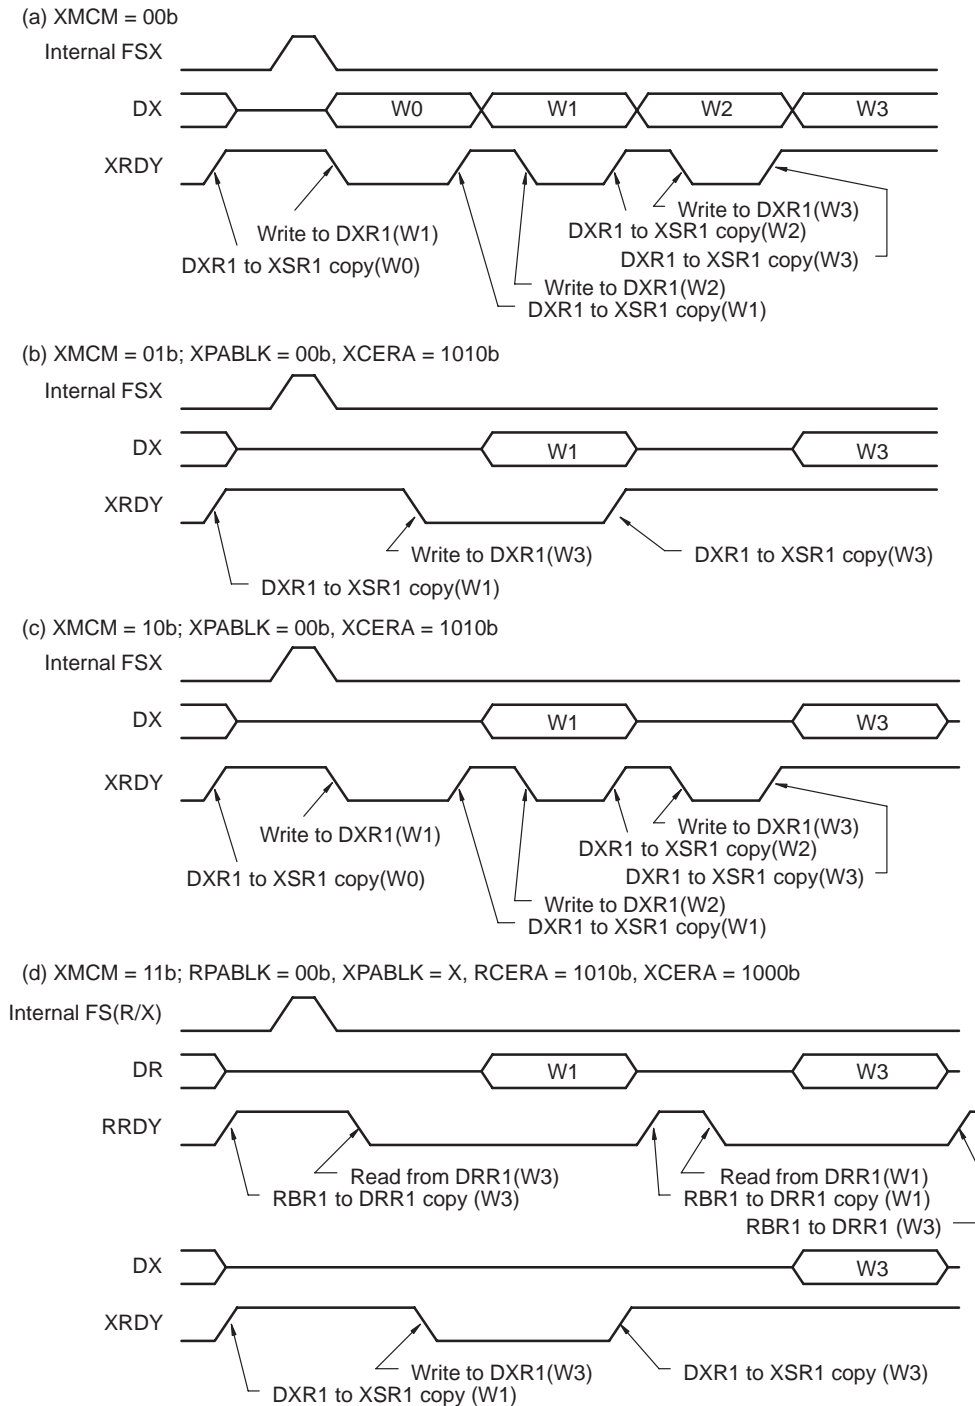 (a) XMCM = 00b
Internal FSX
DX
W0
W1
W2
W3
XRDY
Write to DXR1(W1)
DXR1 to XSR1 copy(W0)
Write to DXR1(W3)
DXR1 to XSR1 copy(W2)
DXR1 to XSR1 copy(W3)
Write to DXR1(W2)
DXR1 to XSR1 copy(W1)
(b) XMCM = 01b; XPABLK = 00b, XCERA = 1010b
Internal FSX
DX
W1
W3
XRDY
Write to DXR1(W3)
DXR1 to XSR1 copy(W3)
DXR1 to XSR1 copy(W1)
(c) XMCM = 10b; XPABLK = 00b, XCERA = 1010b
Internal FSX
DX
W1
W3
XRDY
Write to DXR1(W1)
DXR1 to XSR1 copy(W0)
Write to DXR1(W3)
DXR1 to XSR1 copy(W2)
DXR1 to XSR1 copy(W3)
Write to DXR1(W2)
DXR1 to XSR1 copy(W1)
(d) XMCM = 11b; RPABLK = 00b, XPABLK = X, RCERA = 1010b, XCERA = 1000b
Internal FS(R/X)
DR
W1
W3
RRDY
Read from DRR1(W3)
RBR1 to DRR1 copy (W3)
Read from DRR1(W1)
RBR1 to DRR1 copy (W1)
RBR1 to DRR1 (W3)
DX
W3
XRDY
Write to DXR1(W3)
DXR1 to XSR1 copy (W1)
DXR1 to XSR1 copy (W3)